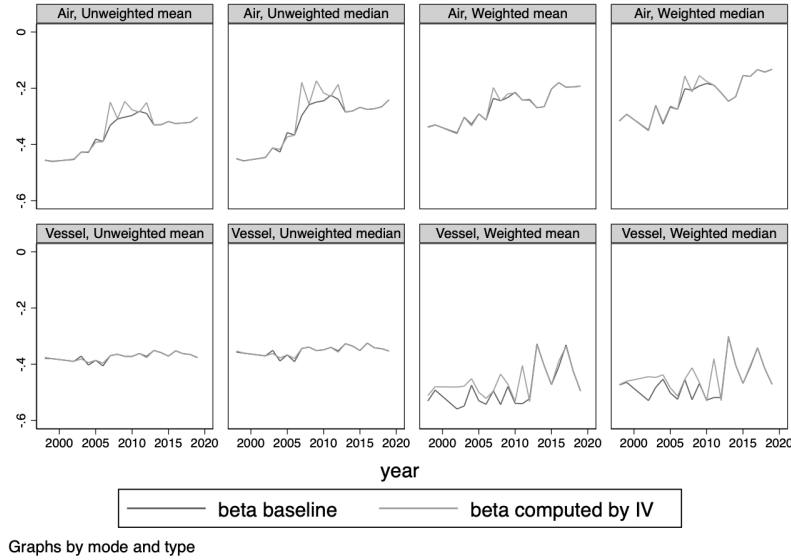 Air, Unweighted mean
Air, Unweighted median
Air, Weighted mean
Air, Weighted median
0
-.2
-.4
-.6
Vessel, Unweighted mean
Vessel, Unweighted median
Vessel, Weighted mean
Vessel, Weighted median
0
-.2
-.4
-.6
2000 2005 2010 2015 2020
2000 2005 2010 2015 2020
2000 2005 2010 2015 2020
2000 2005 2010 2015 2020
year
beta baseline
beta computed by IV
Graphs by mode and type